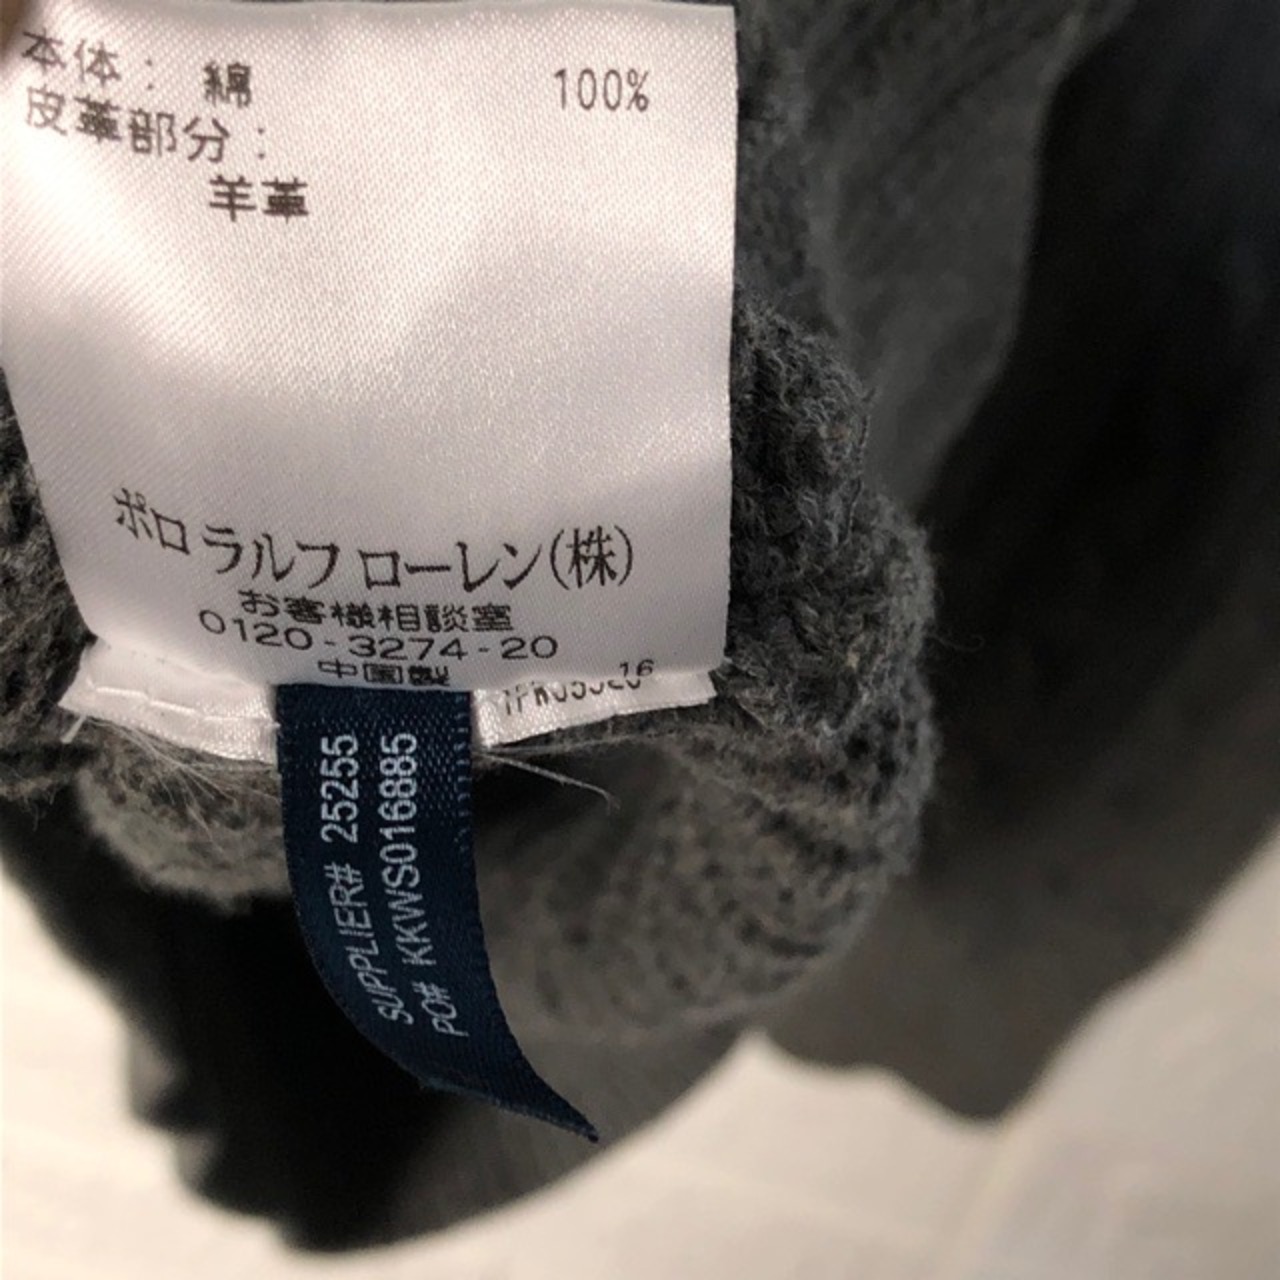 本体： 綿 100%
皮革部分：
羊革
ポロ ラルフ ローレン(株)
お客様相談室
0120-3274-20
中国製
16
SUPPLIER# 25255
PO# KKWS016885